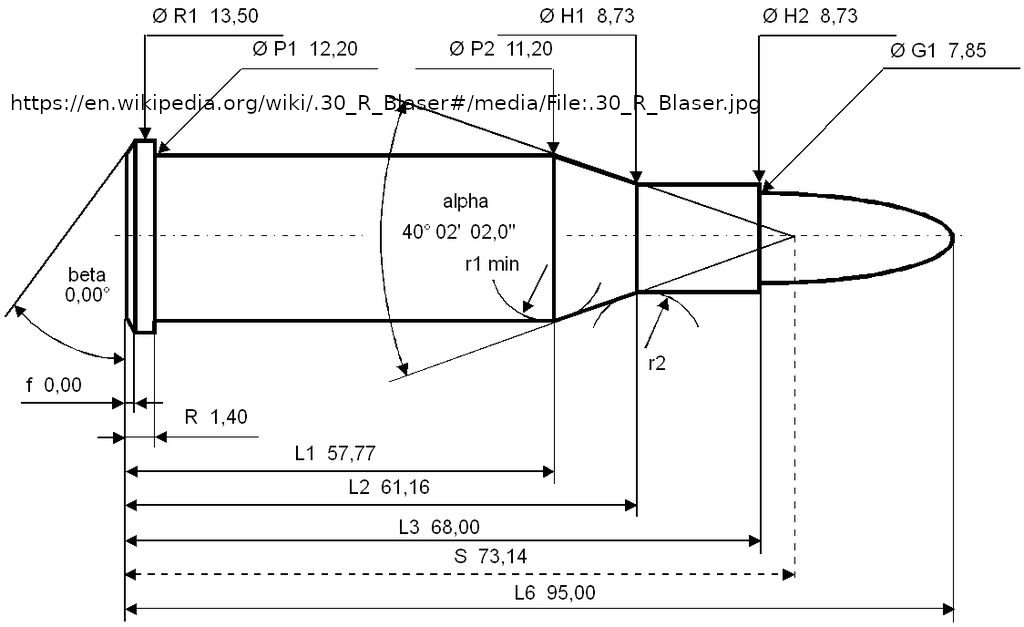 Ø R1 13,50
Ø H1 8,73
Ø H2 8,73
Ø P1 12,20
Ø P2 11,20
Ø G1 7,85
https://en.wikipedia.org/wiki/.30_R_Blaser#/media/File:.30_R_Blaser.jpg
alpha
40° 02' 02,0"
r1 min
beta
0,00°
r2
f 0,00
R 1,40
L1 57,77
L2 61,16
L3 68,00
S 73,14
L6 95,00